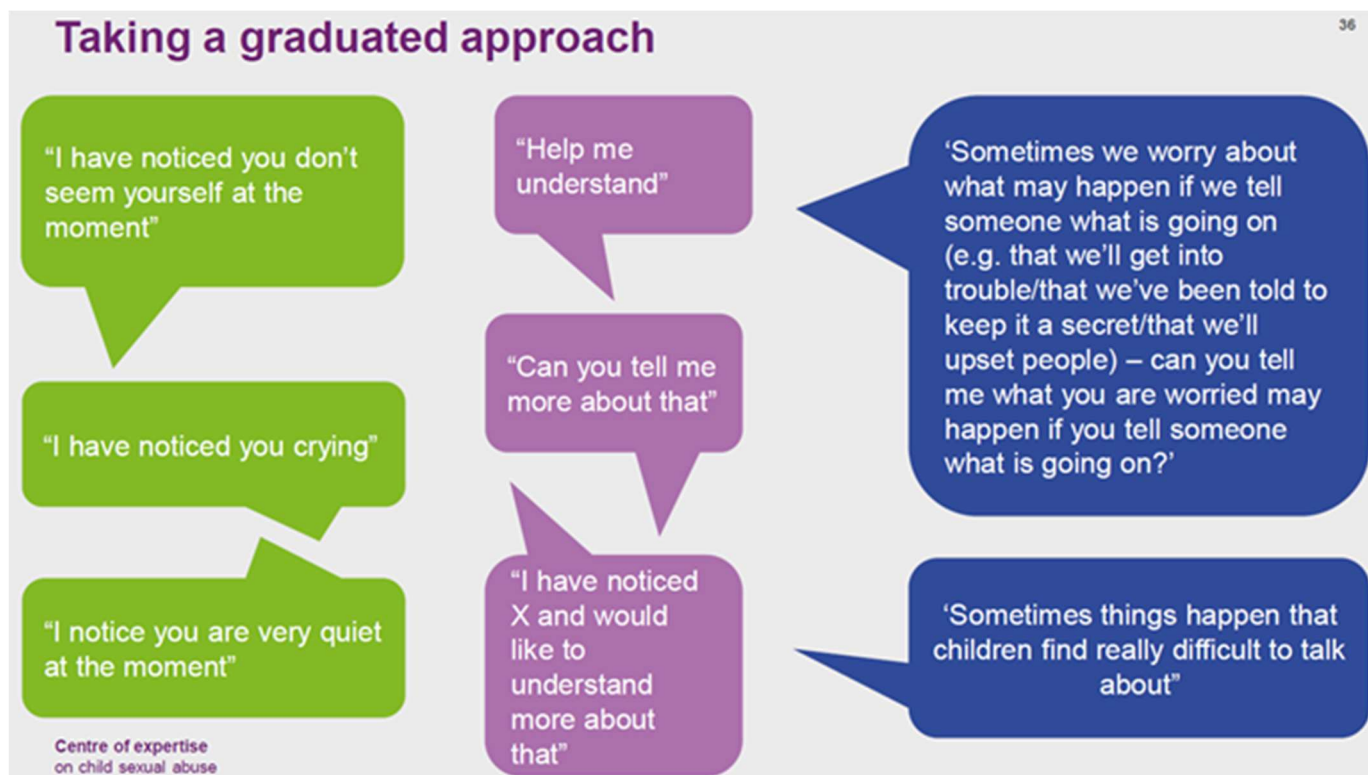 Taking a graduated approach
36
“I have noticed you don’t
seem yourself at the
moment”
“I have noticed you crying”
“I notice you are very quiet
at the moment”
“Help me
understand”
“Can you tell me
more about that”
“I have noticed
X and would
like to
understand
more about
that”
‘Sometimes we worry about
what may happen if we tell
someone what is going on
(e.g. that we’ll get into
trouble/that we’ve been told to
keep it a secret/that we’ll
upset people) – can you tell
me what you are worried may
happen if you tell someone
what is going on?’
‘Sometimes things happen that
children find really difficult to talk
about”
Centre of expertise
on child sexual abuse